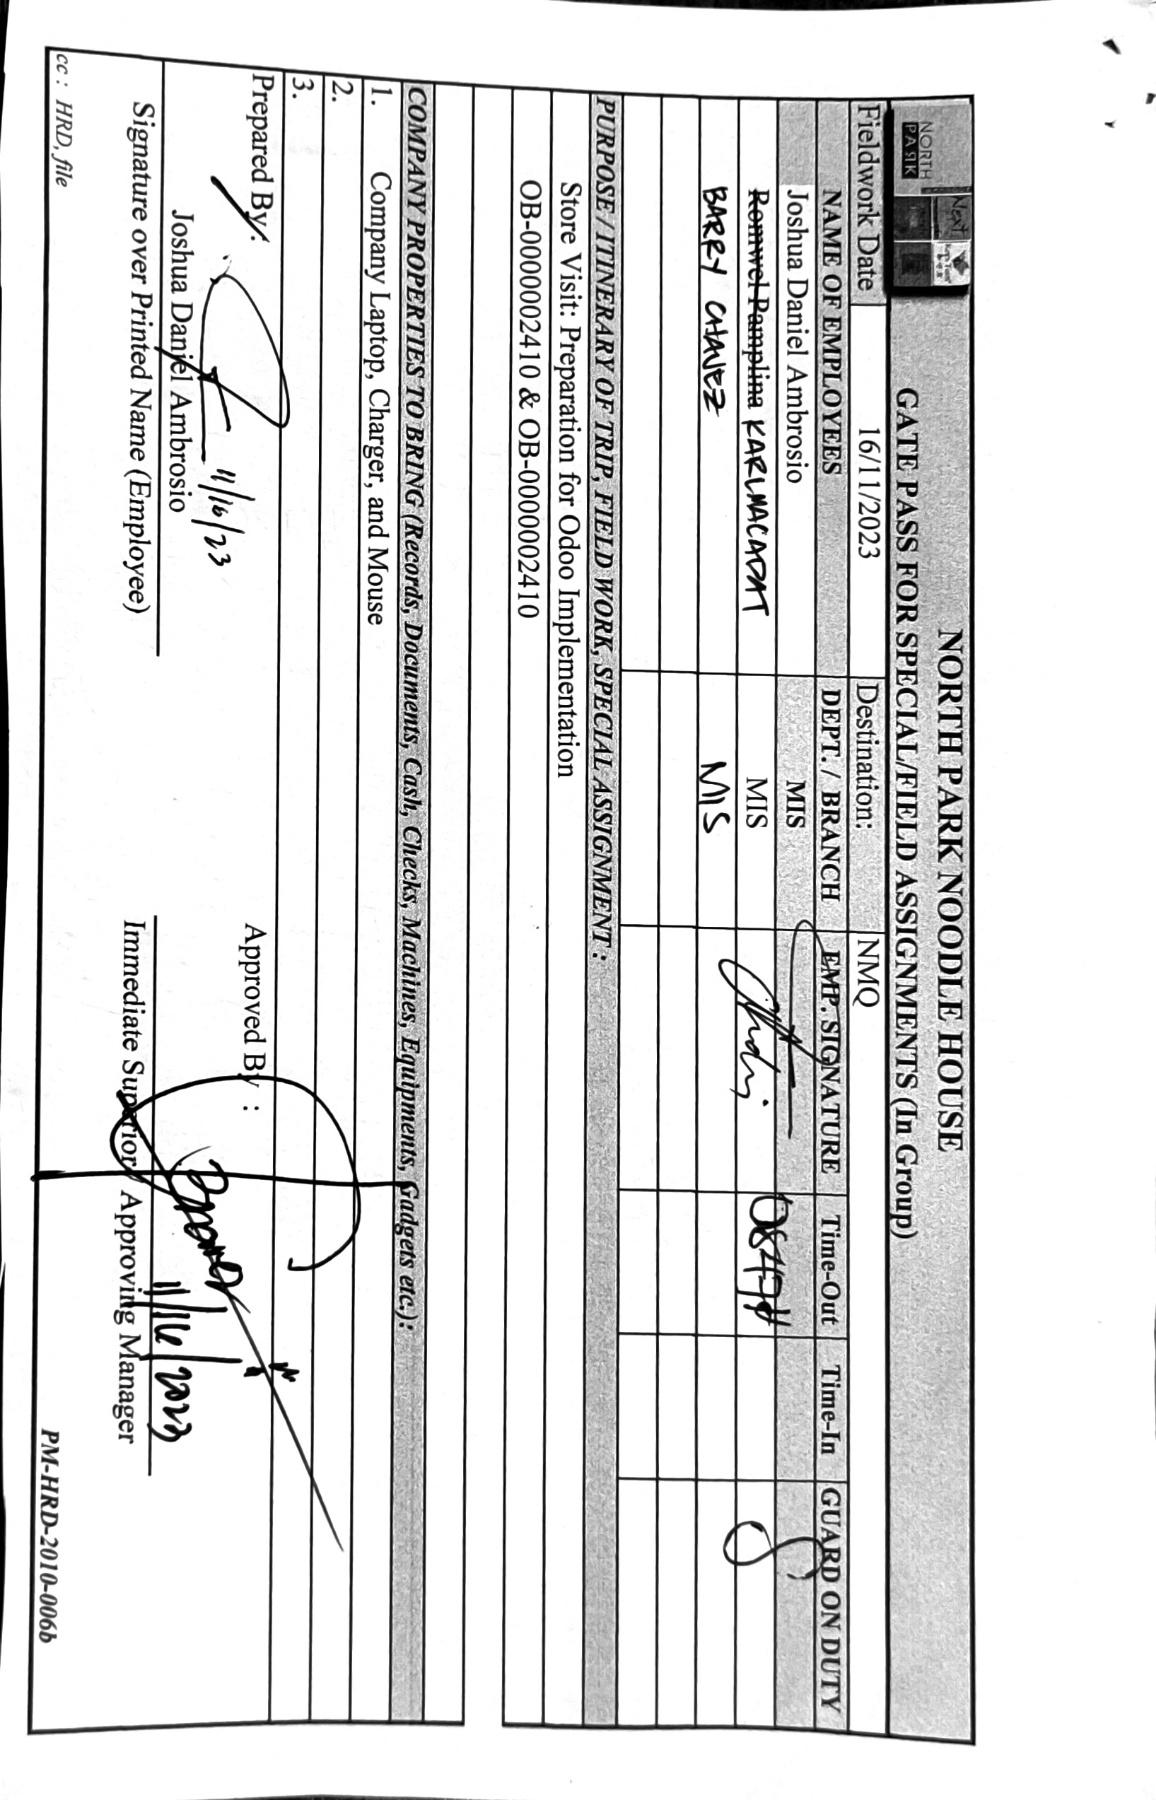 NORTH PARK NOODLE HOUSE
NORTH
PARK
Next
GATE PASS FOR SPECIAL/FIELD ASSIGNMENTS (In Group)
Fieldwork Date 16/11/2023 Destination: NMQ
NAME OF EMPLOYEES DEPT. / BRANCH EMP. SIGNATURE Time-Out Time-In GUARD ON DUTY
Joshua Daniel Ambrosio MIS
Romwel Pamplina KARL MACADAT MIS 0847H
BARRY CHAVEZ MIS
PURPOSE / ITINERARY OF TRIP, FIELD WORK, SPECIAL ASSIGNMENT :
Store Visit: Preparation for Odoo Implementation
OB-0000002410 & OB-0000002410
COMPANY PROPERTIES TO BRING (Records, Documents, Cash, Checks, Machines, Equipments, Gadgets etc.):
1. Company Laptop, Charger, and Mouse
2.
3.
Prepared By : Approved By :
11/16/23
Joshua Daniel Ambrosio 11/16/2023
Signature over Printed Name (Employee) Immediate Superior / Approving Manager
cc : HRD, file
PM-HRD-2010-006b